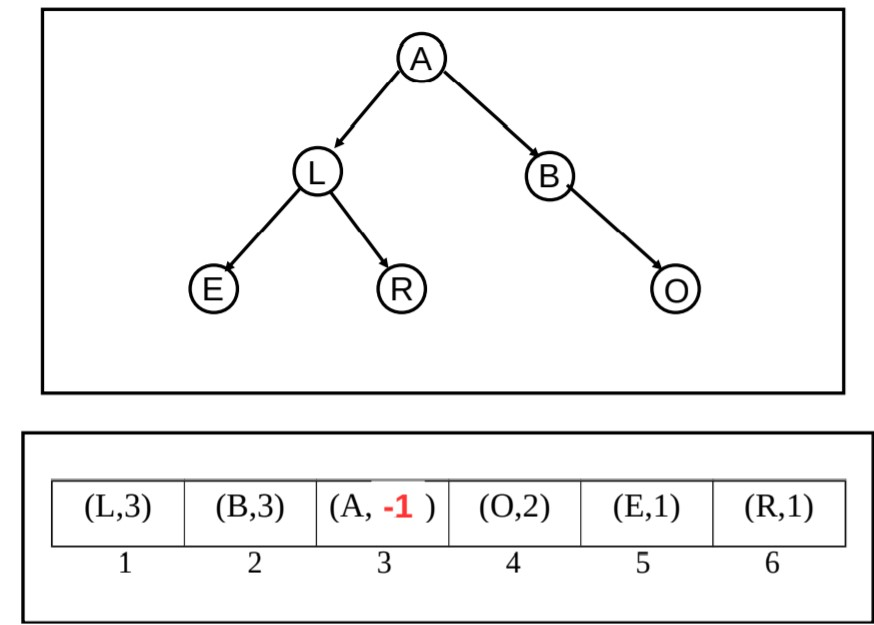 A
L B
E R O
(L,3) (B,3) (A, -1 ) (O,2) (E,1) (R,1)
1 2 3 4 5 6